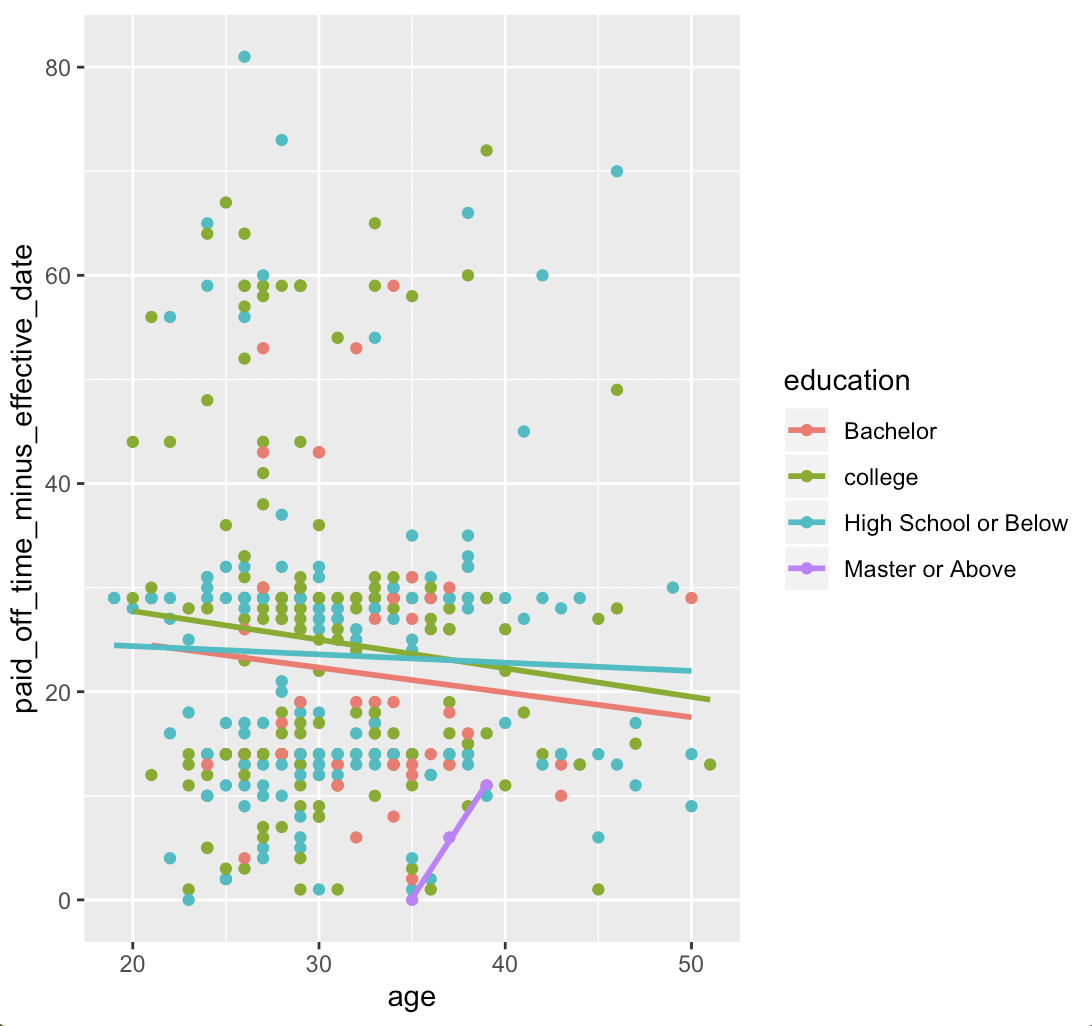 80
60
40
20
0
paid_off_time_minus_effective_date
20
30
40
50
age
education
Bachelor
college
High School or Below
Master or Above